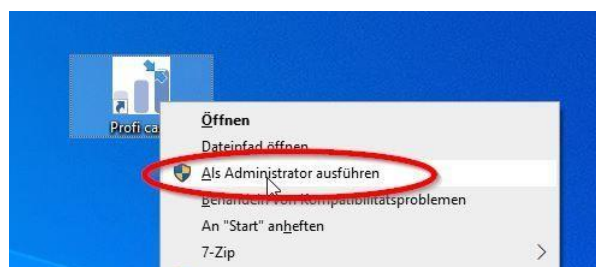 Profi ca
Öffnen
Dateipfad öffnen
Als Administrator ausführen
Behandeln von Kompatibilitätsproblemen
An "Start" anheften
7-Zip